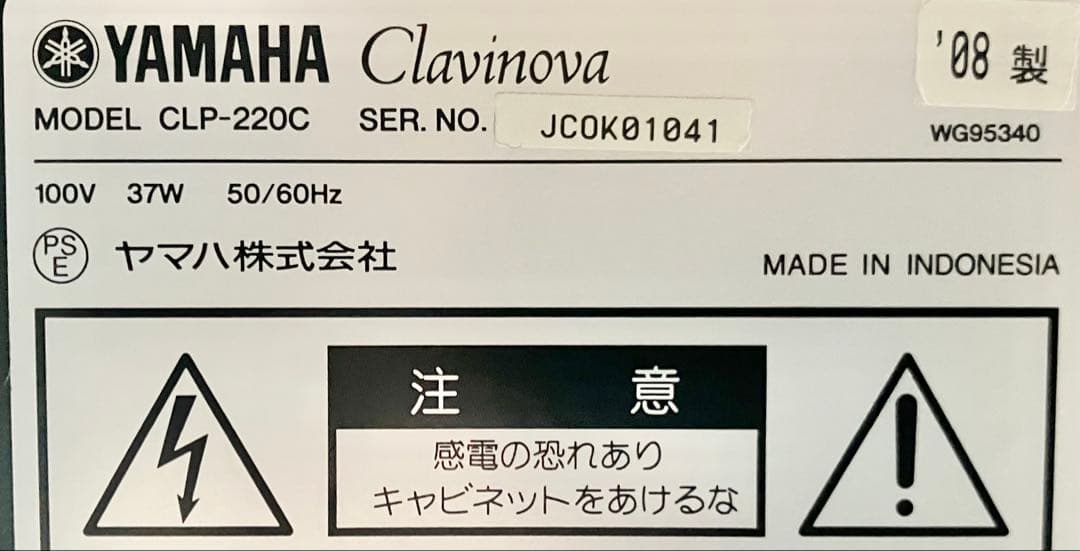 YAMAHA Clavinova
'08 製
MODEL CLP-220C SER. NO. JCOK01041
WG95340
100V 37W 50/60Hz
PSE ヤマハ株式会社
MADE IN INDONESIA
注意
感電の恐れあり
キャビネットをあけるな